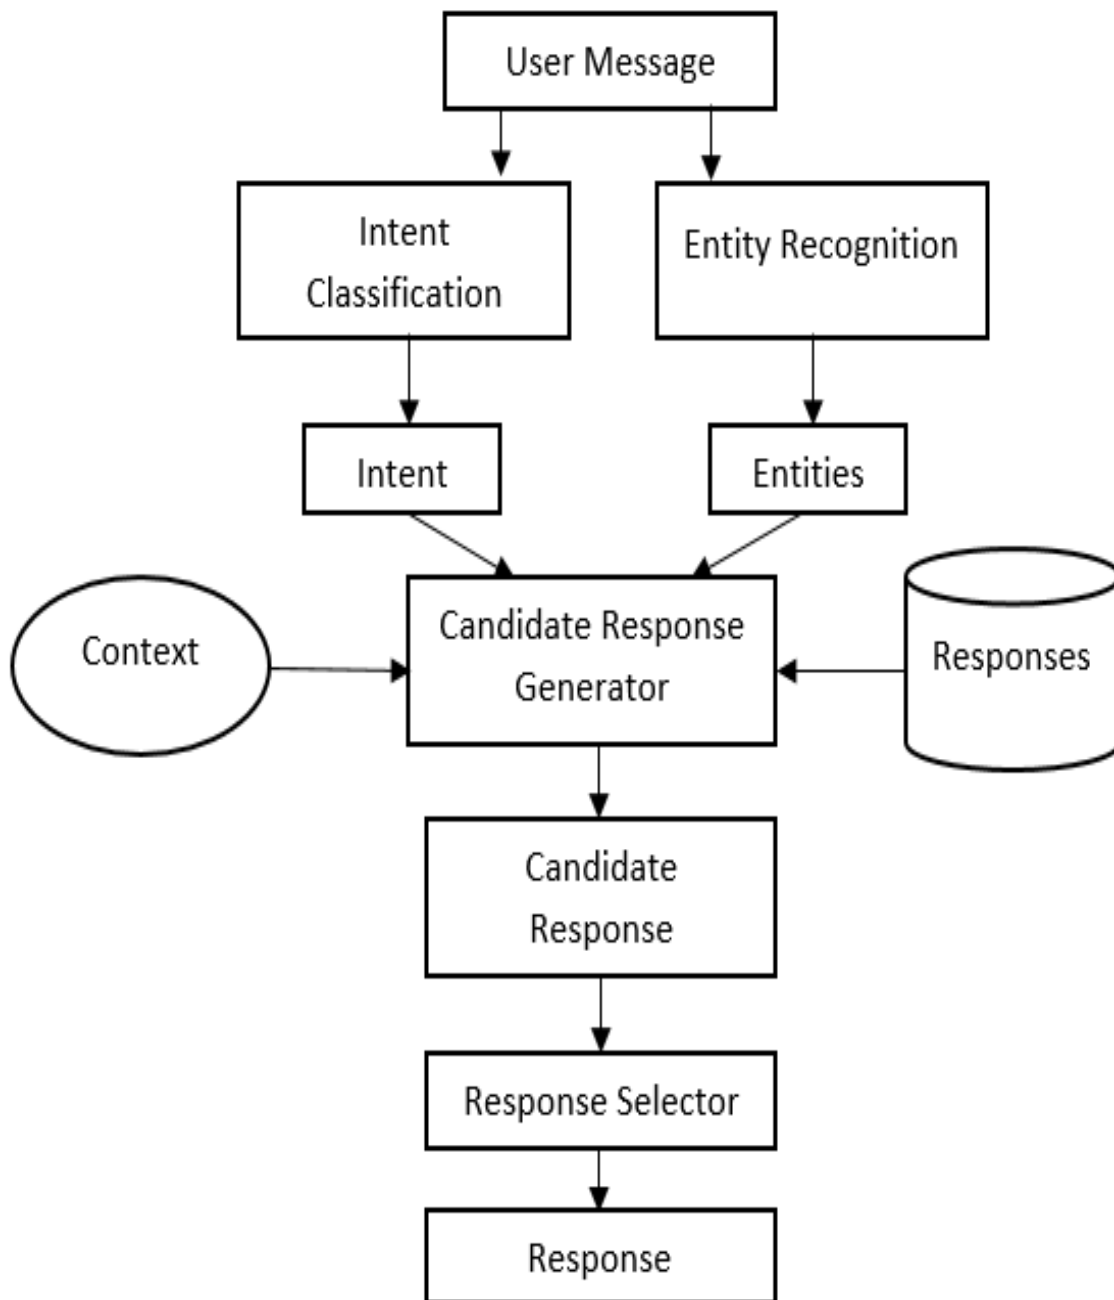 User Message
Intent
Classification
Entity Recognition
Intent
Entities
Context
Candidate Response
Generator
Responses
Candidate
Response
Response Selector
Response